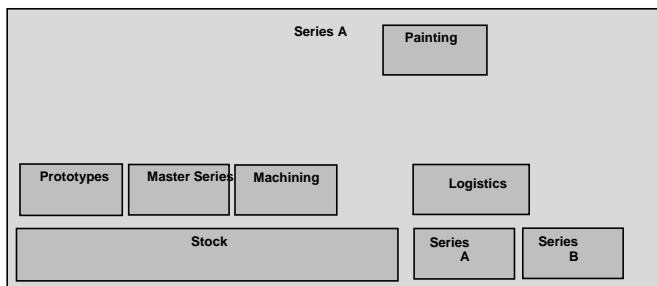 Series A
Painting
Prototypes
Master Series
Machining
Logistics
Stock
Series
A
Series
B